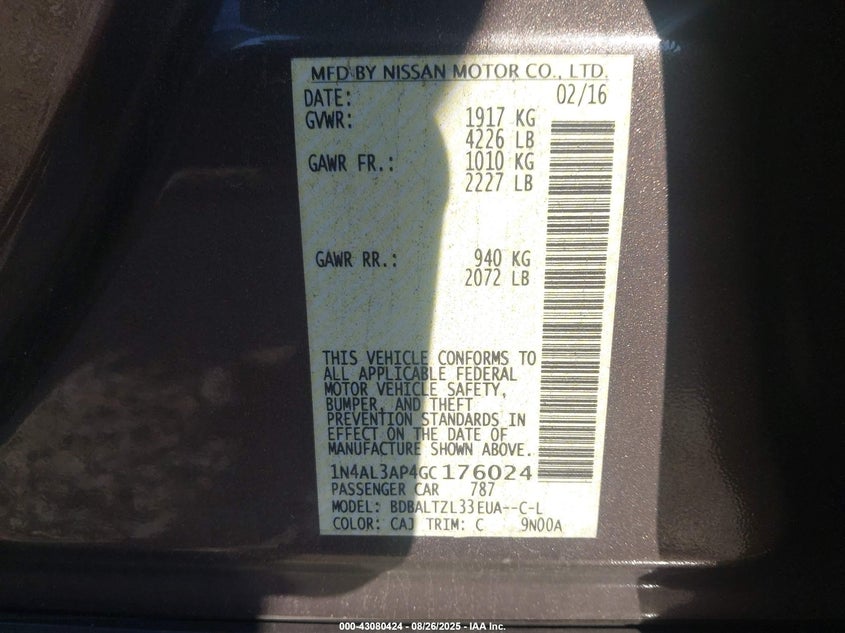 MFD BY NISSAN MOTOR CO., LTD.
DATE: 02/16
GVWR: 1917 KG
4226 LB
GAWR FR.: 1010 KG
2227 LB
GAWR RR.: 940 KG
2072 LB
THIS VEHICLE CONFORMS TO
ALL APPLICABLE FEDERAL
MOTOR VEHICLE SAFETY,
BUMPER, AND THEFT
PREVENTION STANDARDS IN
EFFECT ON THE DATE OF
MANUFACTURE SHOWN ABOVE.
1N4AL3AP4GC176024
PASSENGER CAR 787
MODEL: BDBALTZL33EUA--C-L
COLOR: CAJ TRIM: C 9N00A
000-43080424 - 08/26/2025 - IAA Inc.